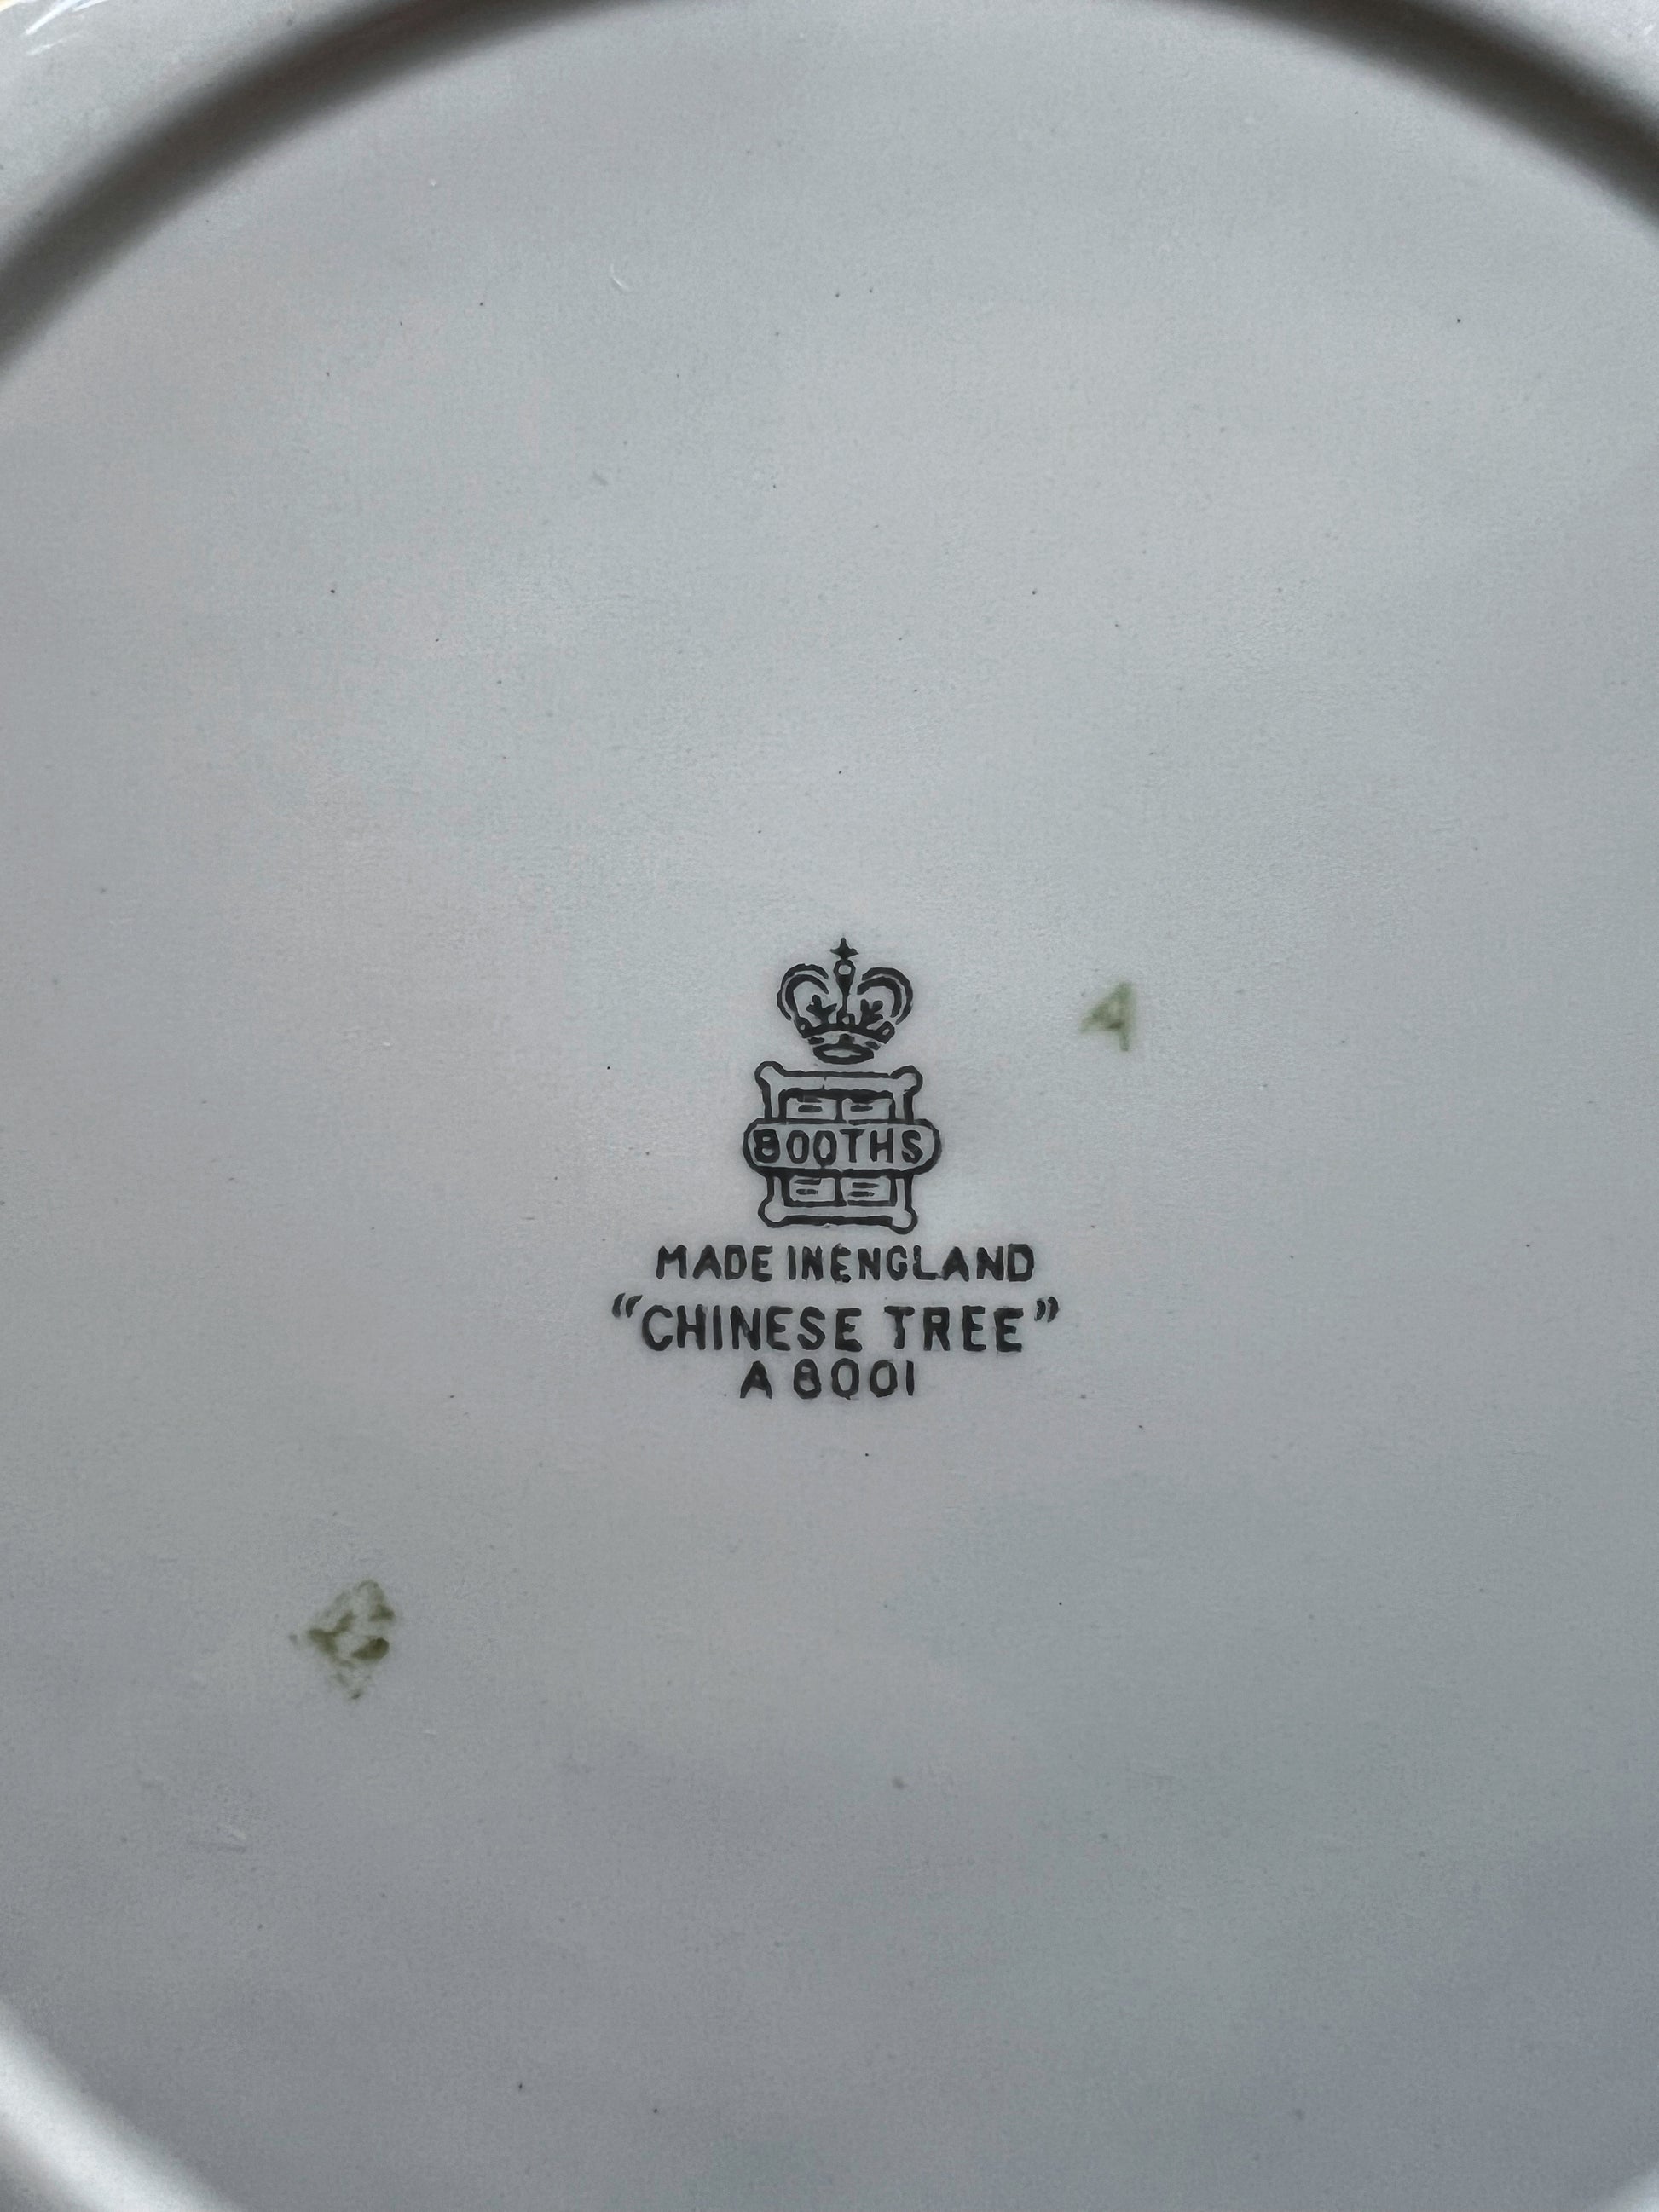 A
BOOTHS
MADE IN ENGLAND
“CHINESE TREE”
A 8001